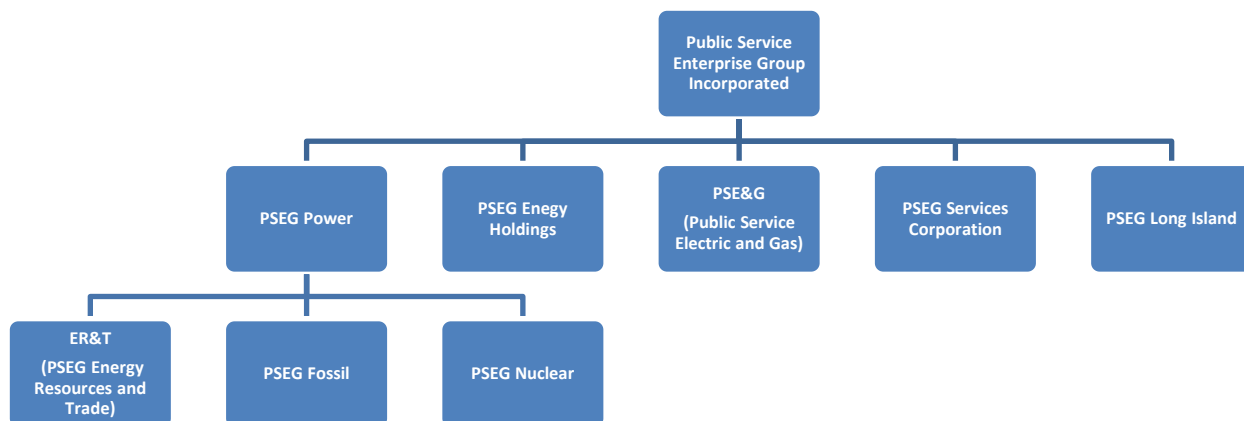 Public Service
Enterprise Group
Incorporated
PSEG Power
PSEG Enegy
Holdings
PSE&G
(Public Service
Electric and Gas)
PSEG Services
Corporation
PSEG Long Island
ER&T
(PSEG Energy
Resources and
Trade)
PSEG Fossil
PSEG Nuclear